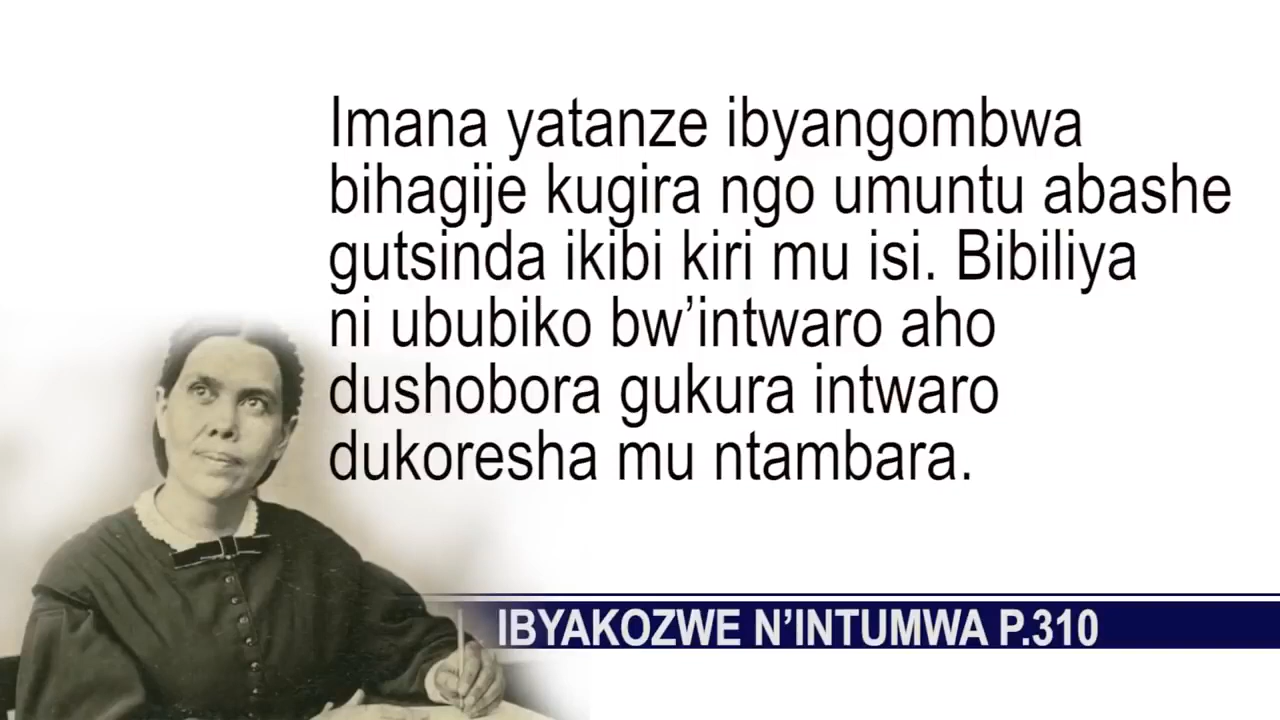 Imana yatanze ibyangombwa
bihagije kugira ngo umuntu abashe
gutsinda ikibi kiri mu isi. Bibiliya
ni ububiko bw’intwaro aho
dushobora gukura intwaro
dukoresha mu ntambara.
IBYAKOZWE N’INTUMWA P.310